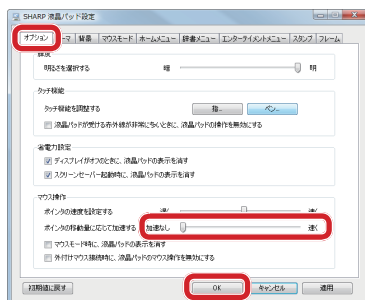 SHARP 液晶パッド設定
オプション ーマ 背景 マウスモード ホームメニュー 辞書メニュー エンターテイメントメニュー スタンプ フレーム
輝度
明るさを選択する 暗 明
タッチ機能
タッチ機能を調整する 指... ペン...
液晶パッドが受ける赤外線が非常に多いときに、液晶パッドの操作を無効にする
省電力設定
ディスプレイがオフのときに、液晶パッドの表示を消す
スクリーンセーバー起動時に、液晶パッドの表示を消す
マウス操作
ポインタの速度を設定する 遅く 速く
ポインタの移動量に応じて加速する 加速なし 速く
マウスモード時に、液晶パッドの表示を消す
外付けマウス接続時に、液晶パッドのマウス操作を無効にする
初期値に戻す OK キャンセル 適用